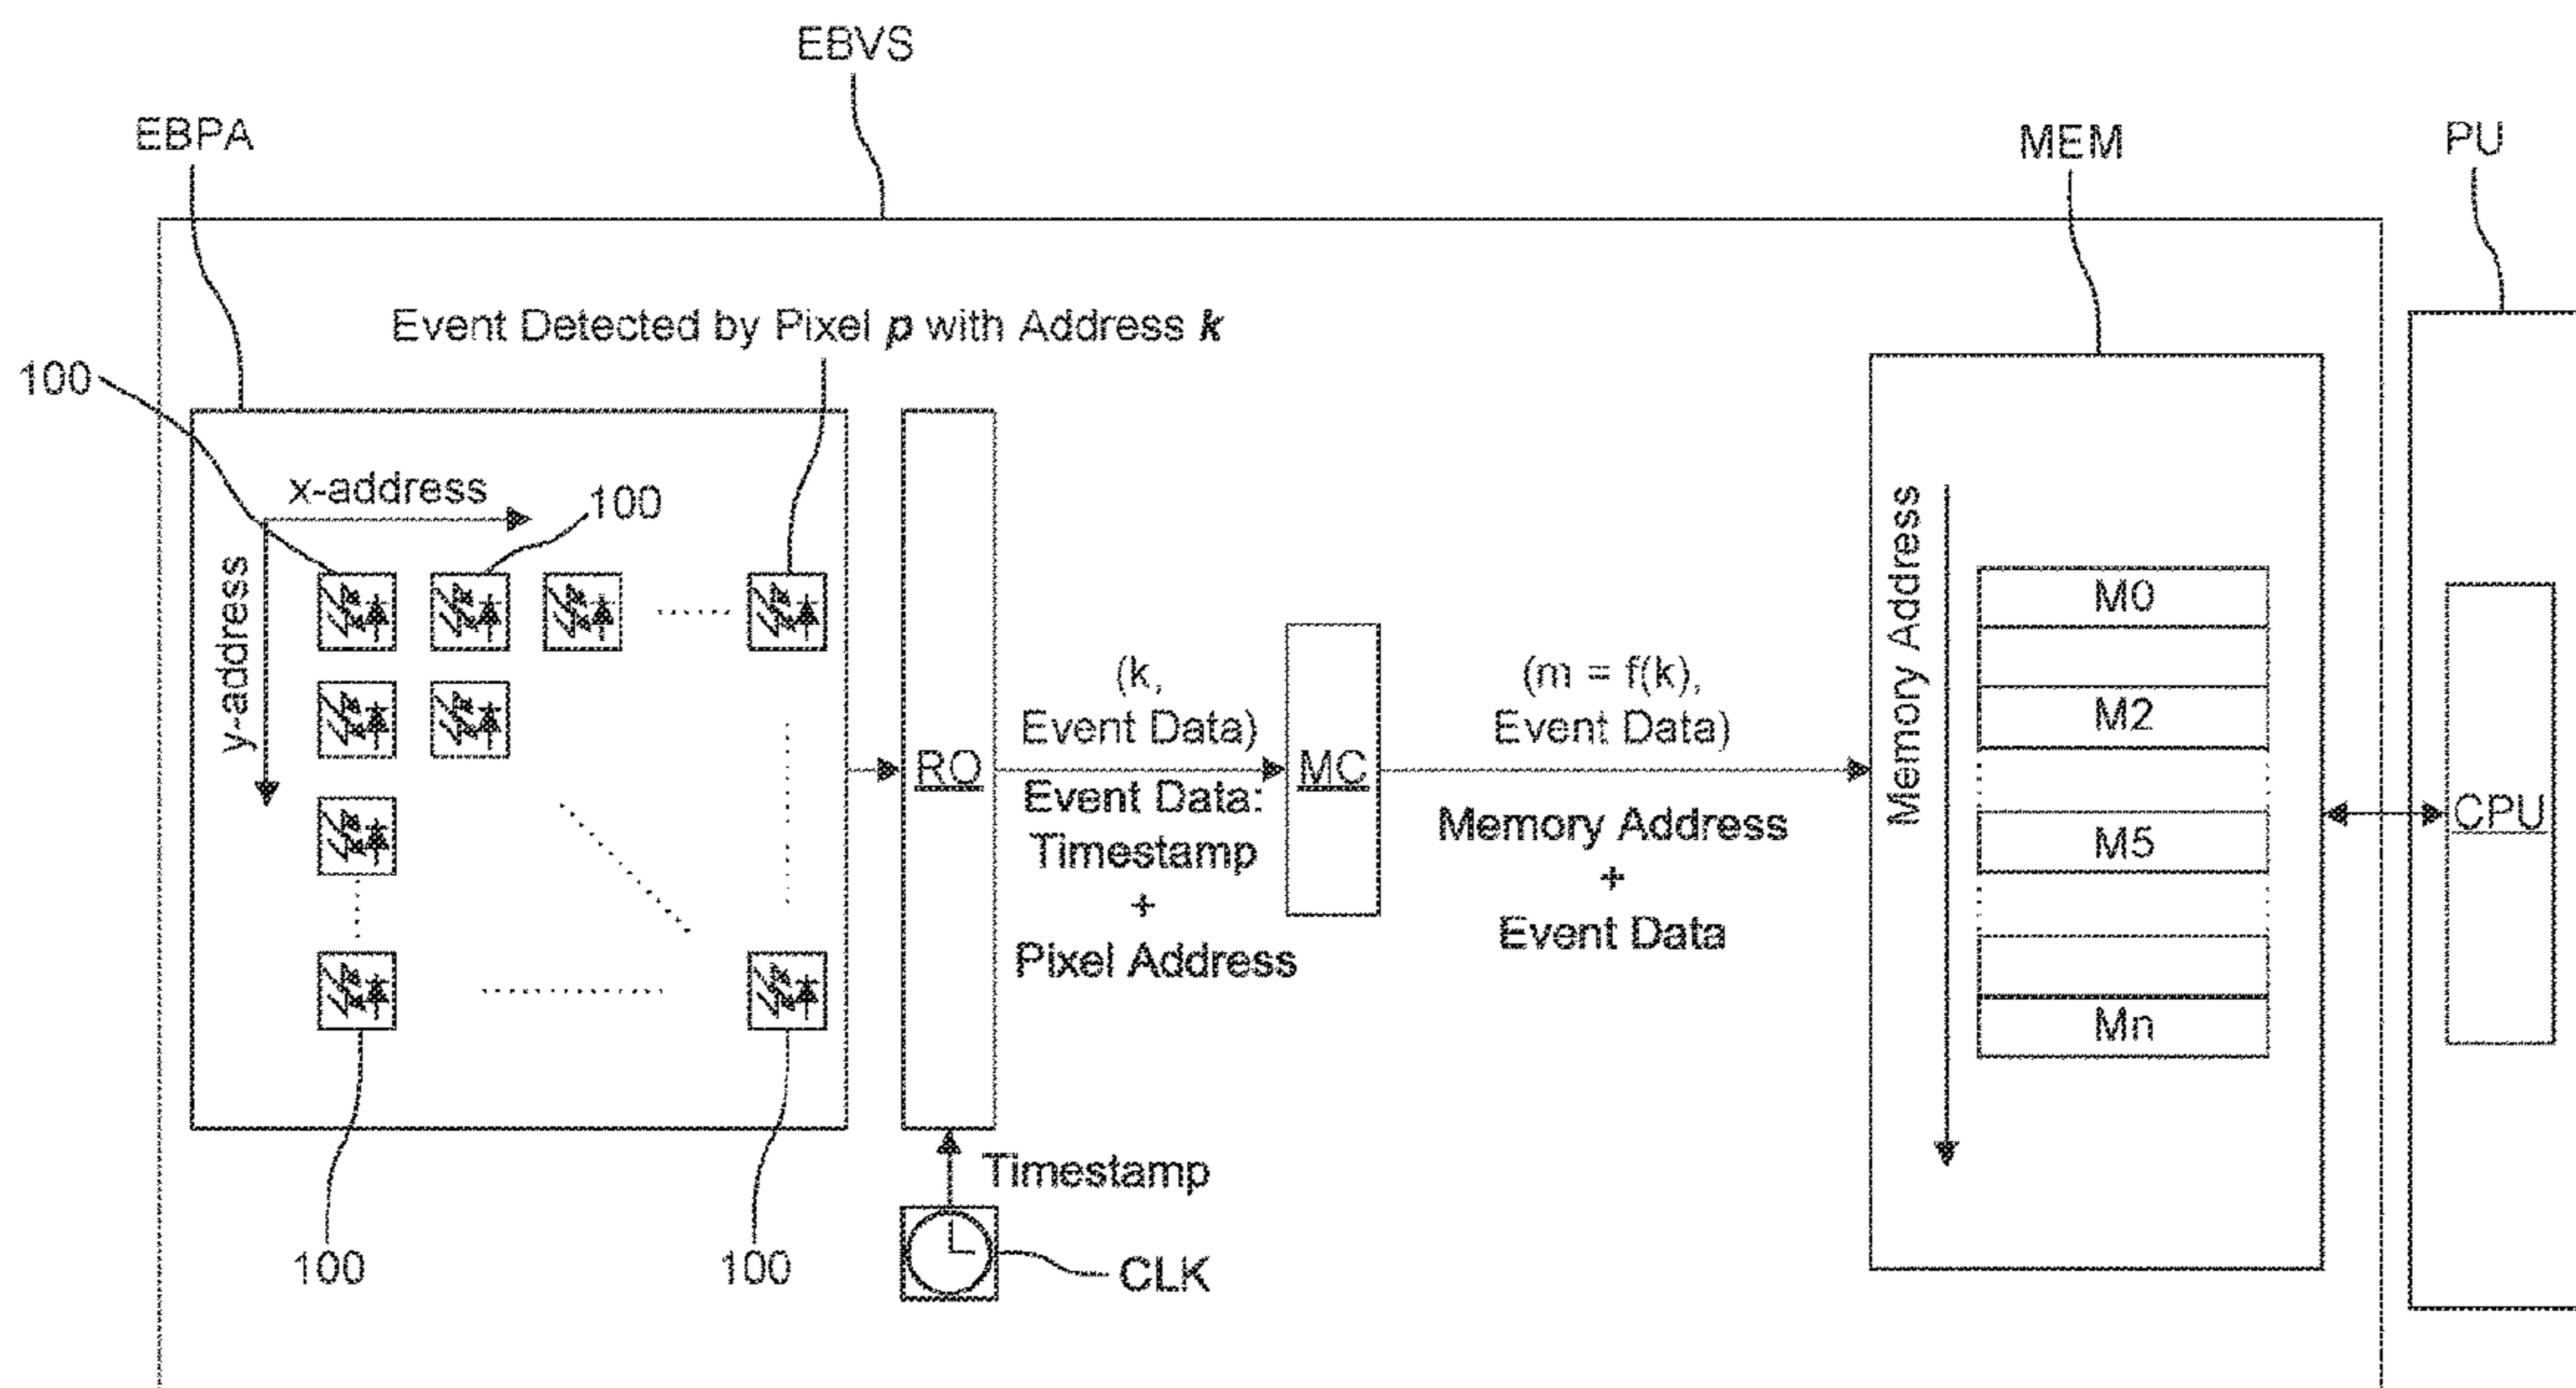 EBVS
EBPA
MEM
PU
Event Detected by Pixel p with Address k
100
x-address
100
y-address
Memory Address
M0
M2
M5
Mn
(k,
Event Data)
RO
Event Data:
Timestamp
+
Pixel Address
MC
(m = f(k),
Event Data)
Memory Address
+
Event Data
CPU
Timestamp
100
100
CLK